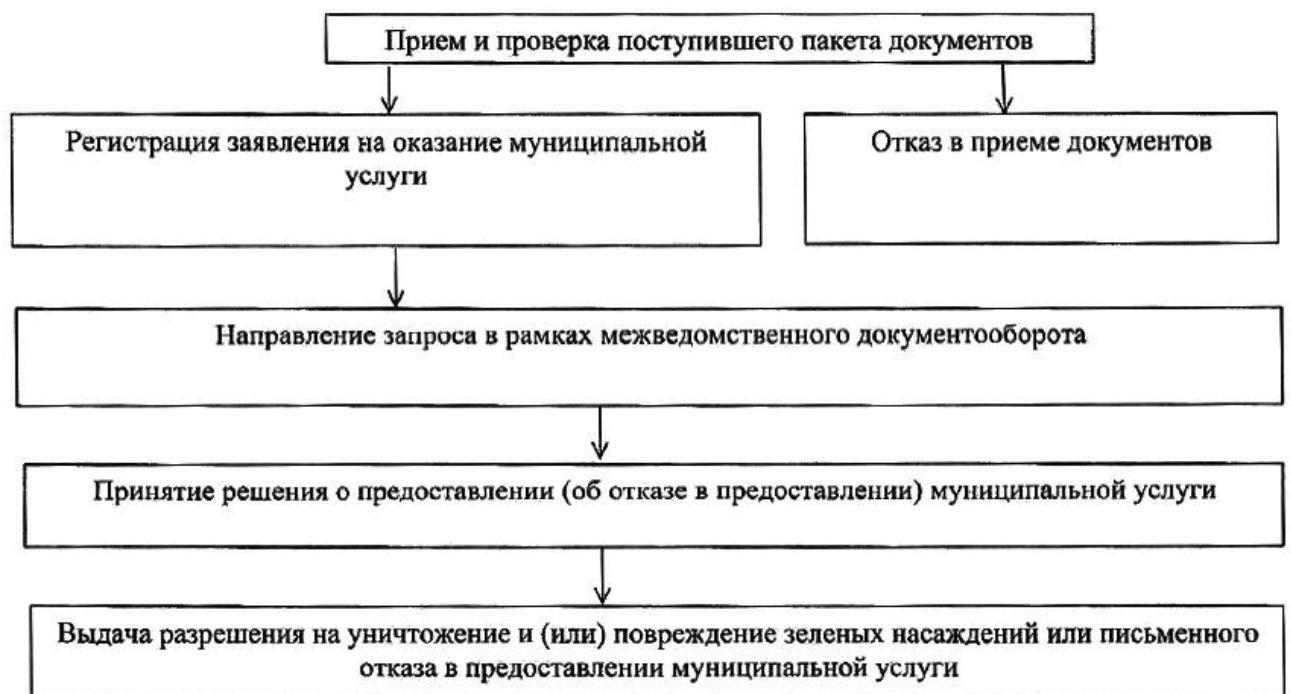 Прием и проверка поступившего пакета документов
Регистрация заявления на оказание муниципальной
услуги
Отказ в приеме документов
Направление запроса в рамках межведомственного документооборота
Принятие решения о предоставлении (об отказе в предоставлении) муниципальной услуги
Выдача разрешения на уничтожение и (или) повреждение зеленых насаждений или письменного
отказа в предоставлении муниципальной услуги